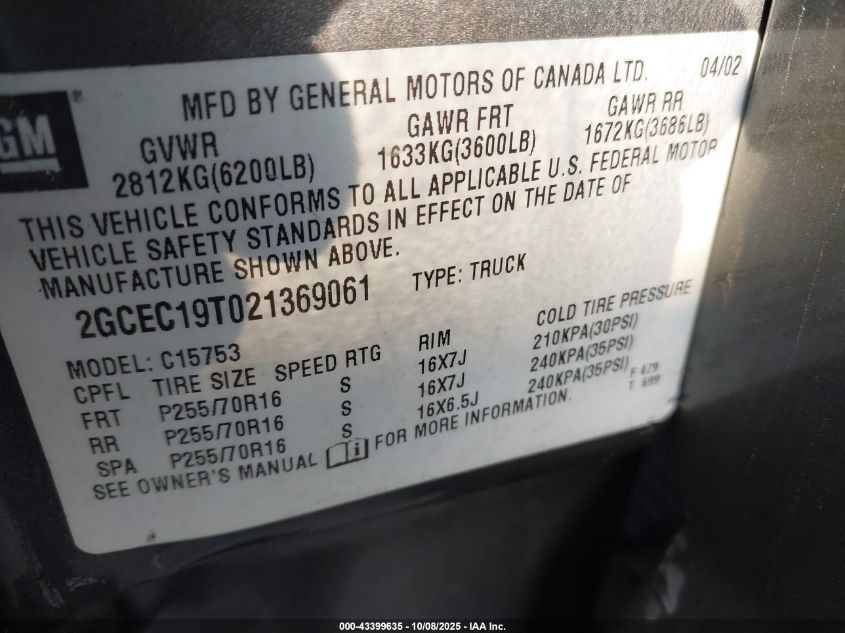 GM ®
MFD BY GENERAL MOTORS OF CANADA LTD. 04/02
GVWR GAWR FRT GAWR RR
2812KG(6200LB) 1633KG(3600LB) 1672KG(3686LB)
THIS VEHICLE CONFORMS TO ALL APPLICABLE U.S. FEDERAL MOTOR
VEHICLE SAFETY STANDARDS IN EFFECT ON THE DATE OF
MANUFACTURE SHOWN ABOVE.
2GCEC19T021369061 TYPE: TRUCK
MODEL: C15753
CPFL TIRE SIZE SPEED RTG RIM COLD TIRE PRESSURE
FRT P255/70R16 S 16X7J 210KPA(30PSI)
RR P255/70R16 S 16X7J 240KPA(35PSI)
SPA P255/70R16 S 16X6.5J 240KPA(35PSI)
F 479
T 699
SEE OWNER'S MANUAL i FOR MORE INFORMATION.
000-43399635 - 10/08/2025 - IAA Inc.